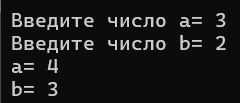 Введите число a= 3
Введите число b= 2
a= 4
b= 3